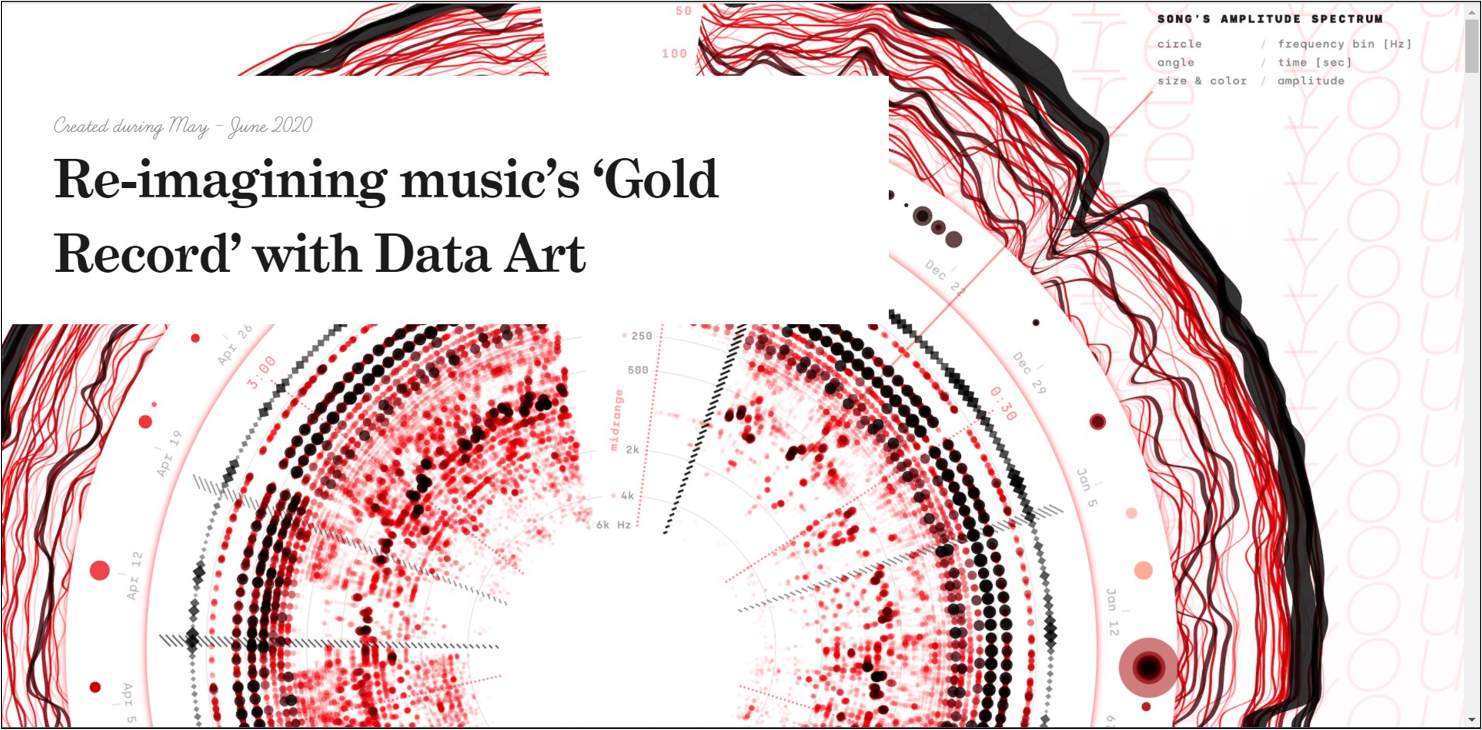 50
100
SONG'S AMPLITUDE SPECTRUM
circle / frequency bin [Hz]
angle / time [sec]
size & color / amplitude
Created during May – June 2020
Re-imagining music's 'Gold
Record' with Data Art
Dec 22
Apr 26
3:00
250
500
midrange
2k
4k
6k Hz
Dec 29
0:30
Apr 19
Jan 5
Apr 12
Jan 12
Apr 5
you
you